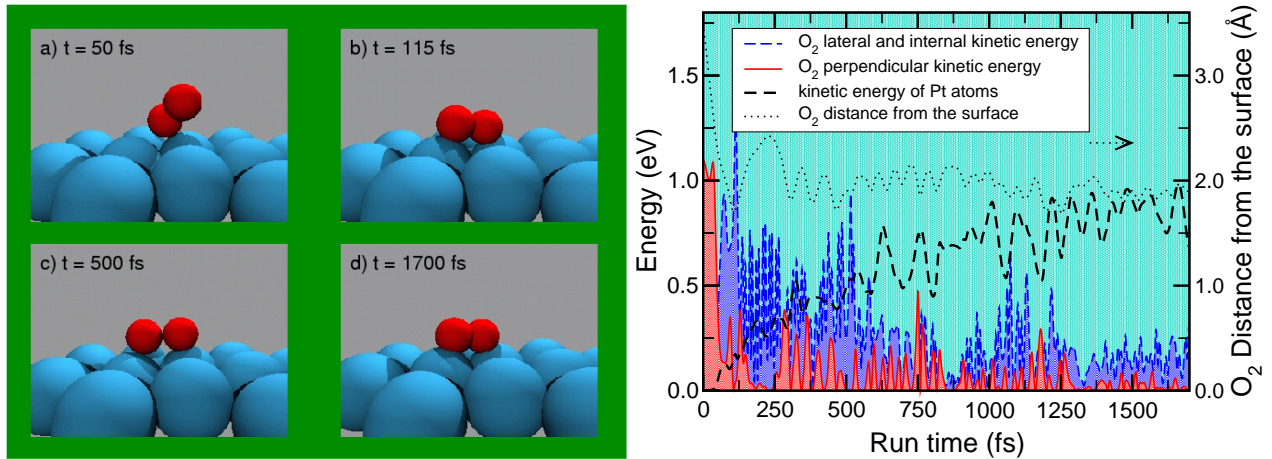 a) t = 50 fs
b) t = 115 fs
c) t = 500 fs
d) t = 1700 fs
O₂ lateral and internal kinetic energy
O₂ perpendicular kinetic energy
kinetic energy of Pt atoms
O₂ distance from the surface
Energy (eV)
1.5
1.0
0.5
0.0
0 250 500 750 1000 1250 1500
Run time (fs)
3.0
2.0
1.0
0.0
O₂ Distance from the surface (Å)